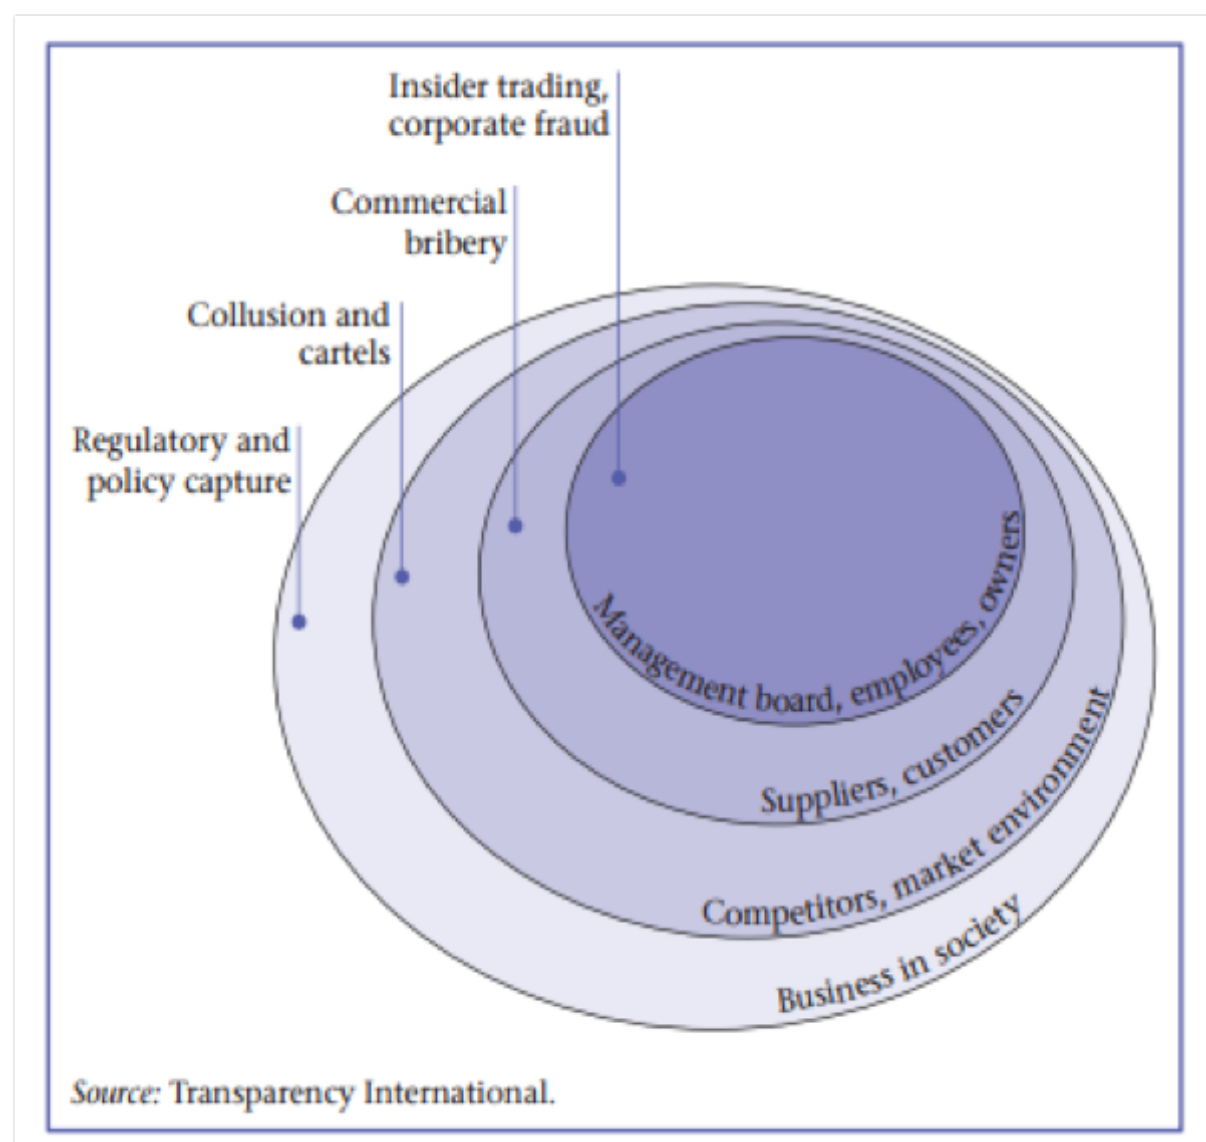 Insider trading,
corporate fraud
Commercial
bribery
Collusion and
cartels
Regulatory and
policy capture
Management board, employees, owners
Suppliers, customers
Competitors, market environment
Business in society
Source: Transparency International.